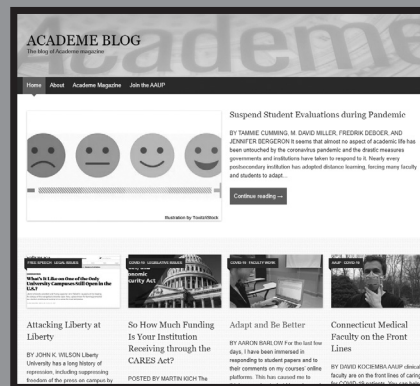 ACADEME BLOG
The blog of Academe magazine
Home About Academe Magazine Join the AAUP
Suspend Student Evaluations during Pandemic
BY TAMMIE CUMMING, M. DAVID MILLER, FREDRIK DEBOER, AND
JENNIFER BERGERON It seems that almost no aspect of academic life has
been untouched by the coronavirus pandemic and the drastic measures
governments and institutions have taken to respond to it. Nearly every
postsecondary institution has adopted distance learning, forcing many faculty
and students to adapt...
Continue reading →
Illustration by Toxitz/iStock
FREE SPEECH LEGAL ISSUES
What's It Like on One of the Only
University Campuses Still Open in the
U.S.?
COVID-19 LEGISLATIVE ISSUES
urity Act
COVID-19 FACULTY WORK
AAUP COVID-19
Attacking Liberty at
Liberty
BY JOHN K. WILSON Liberty
University has a long history of
repression, including suppressing
freedom of the press on campus by
So How Much Funding
Is Your Institution
Receiving through the
CARES Act?
POSTED BY MARTIN KICH The
Adapt and Be Better
BY AARON BARLOW For the last few
days, I have been immersed in
responding to student papers and to
their comments on my courses' online
platforms. This has caused me to
Connecticut Medical
Faculty on the Front
Lines
BY DAVID KOCIEMBA AAUP
faculty are on the front lines of caring